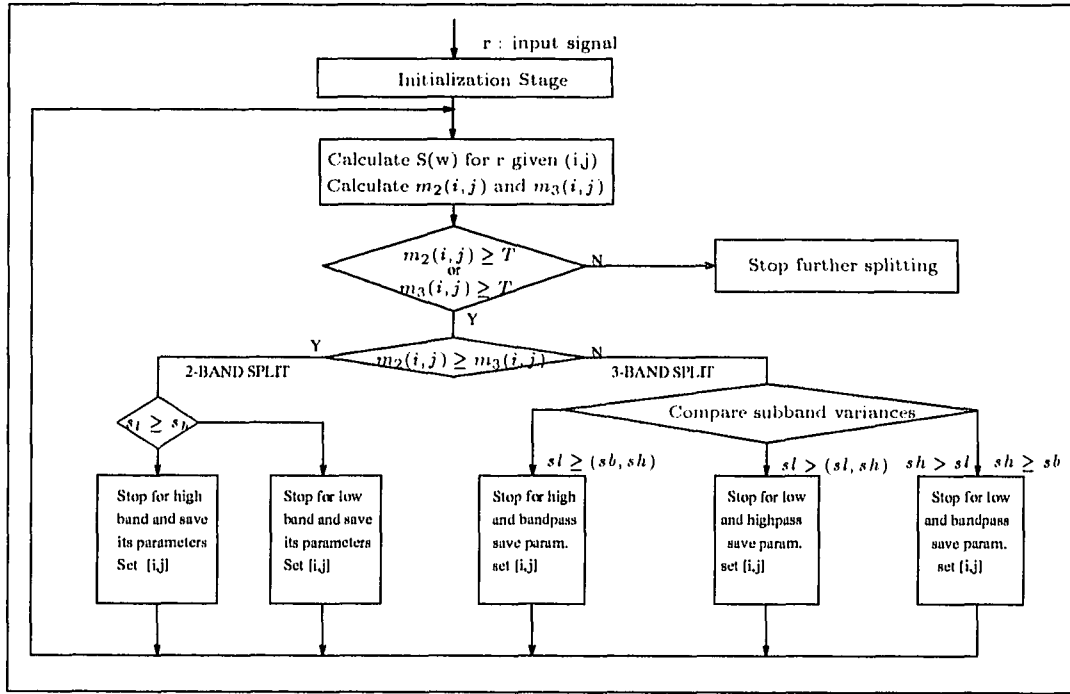 r : input signal
Initialization Stage
Calculate S(w) for r given (i,j)
Calculate m₂(i, j) and m₃(i, j)
m₂(i, j) ≥ T
or
m₃(i, j) ≥ T
N
Stop further splitting
Y
Y
m₂(i, j) ≥ m₃(i, j)
N
2-BAND SPLIT
3-BAND SPLIT
s_l ≥ s_h
Compare subband variances
sl ≥ (sb, sh)
sl > (sl, sh)
sh > sl
sh ≥ sb
Stop for high
band and save
its parameters
Set [i,j]
Stop for low
band and save
its parameters
Set [i,j]
Stop for high
and bandpass
save param.
set [i,j]
Stop for low
and highpass
save param.
set [i,j]
Stop for low
and bandpass
save param.
set [i,j]